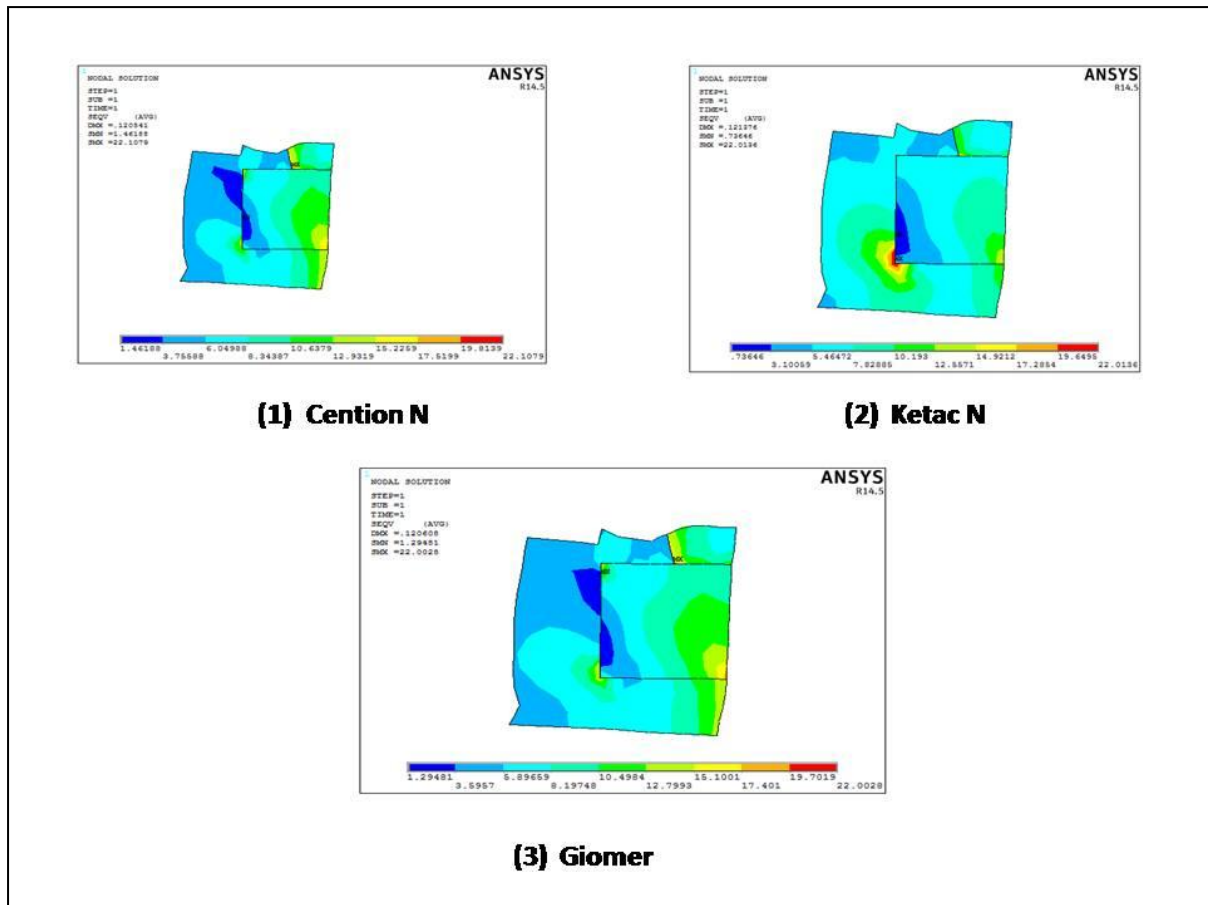 ANSYS
R14.5
NODAL SOLUTION
STEP=1
SUB =1
TIME=1
SEQV (AVG)
DMX =.120841
SMN =1.46188
SMX =22.1079
1.46188 6.04988 10.6379 15.2259 19.8139
3.75588 8.34387 12.9319 17.5199 22.1079
(1) Cention N
ANSYS
R14.5
NODAL SOLUTION
STEP=1
SUB =1
TIME=1
SEQV (AVG)
DMX =.121376
SMN =.73646
SMX =22.0136
.73646 5.46472 10.193 14.9212 19.6495
3.10059 7.82885 12.5571 17.2854 22.0136
(2) Ketac N
ANSYS
R14.5
NODAL SOLUTION
STEP=1
SUB =1
TIME=1
SEQV (AVG)
DMX =.120608
SMN =1.29481
SMX =22.0028
MX
1.29481 5.89659 10.4984 15.1001 19.7019
3.5957 8.19748 12.7993 17.401 22.0028
(3) Giomer